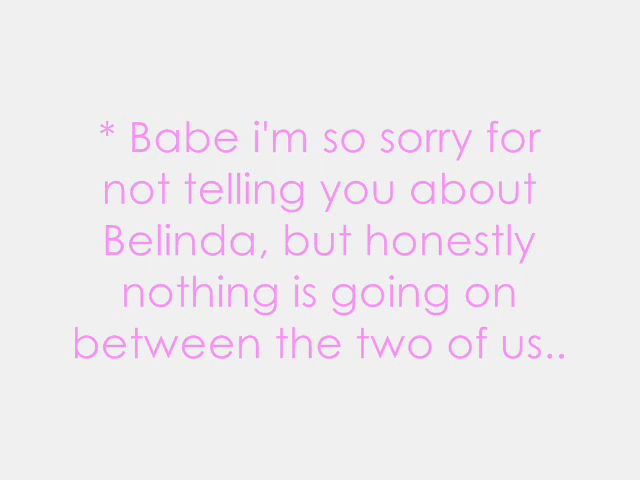 * Babe i'm so sorry for
not telling you about
Belinda, but honestly
nothing is going on
between the two of us..